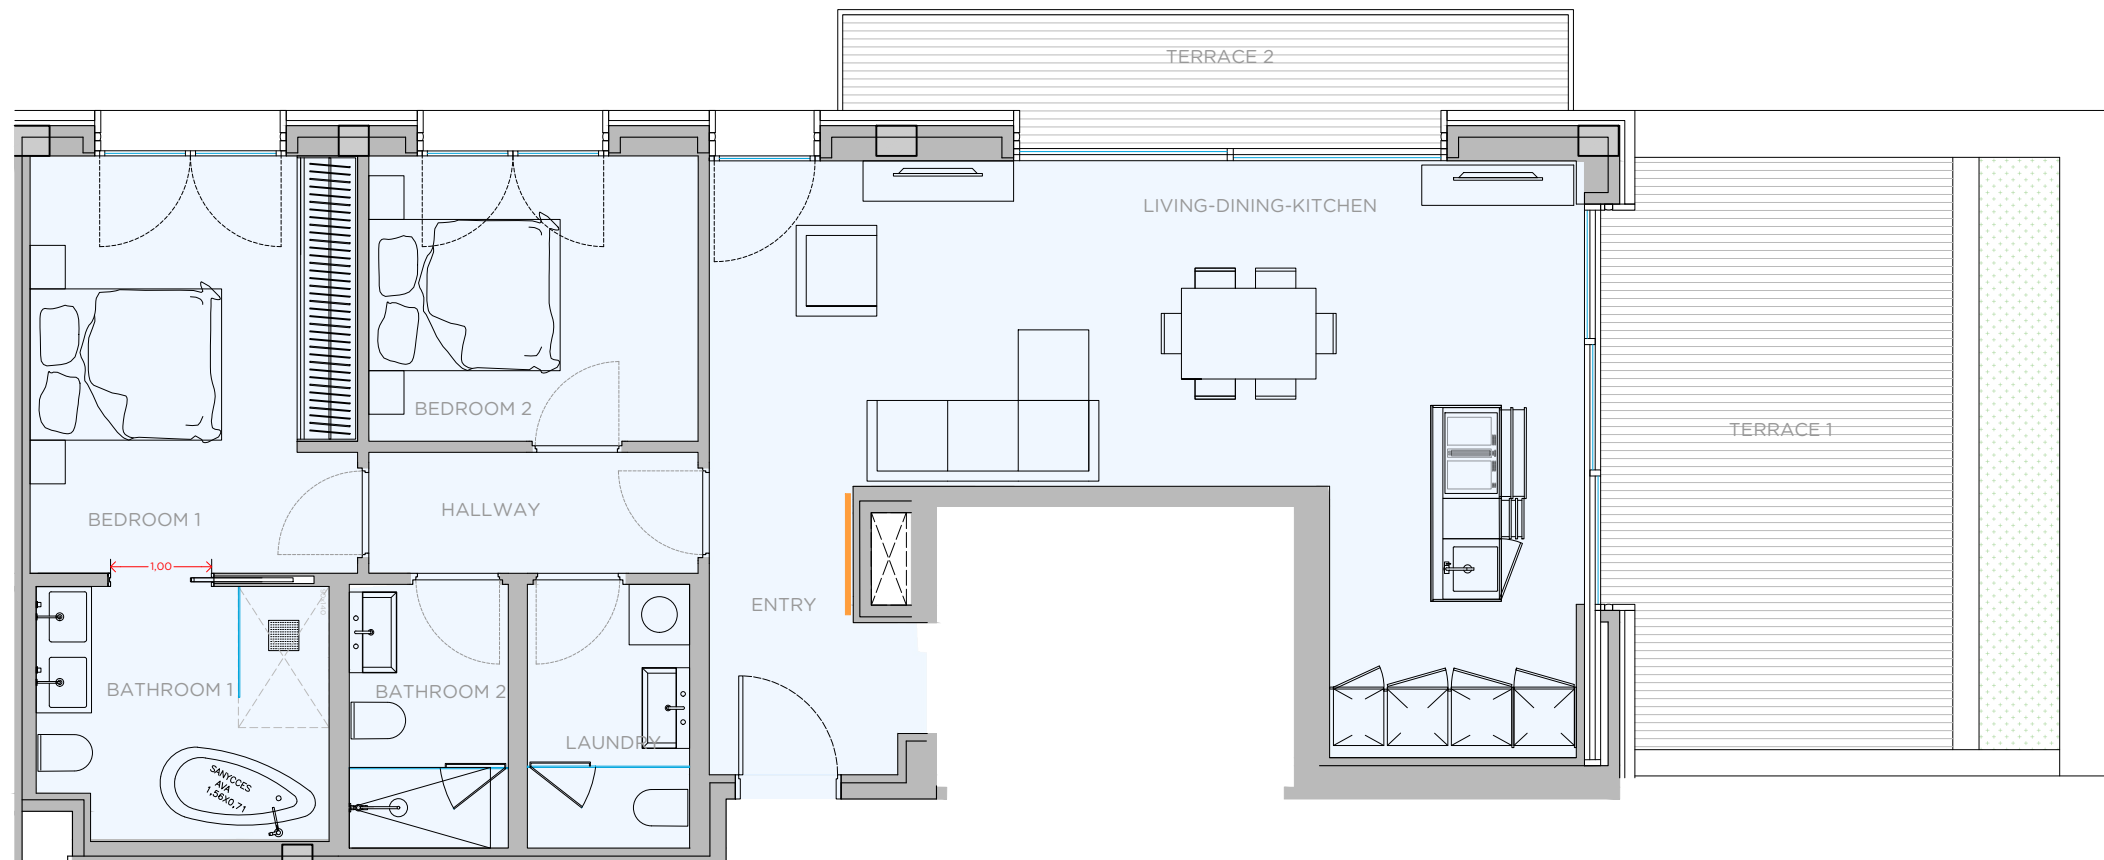 TERRACE 2
LIVING-DINING-KITCHEN
BEDROOM 2
TERRACE 1
HALLWAY
BEDROOM 1
1,00
ENTRY
BATHROOM 1
BATHROOM 2
LAUNDRY
SANYCCES
AVA
1,56X0,71